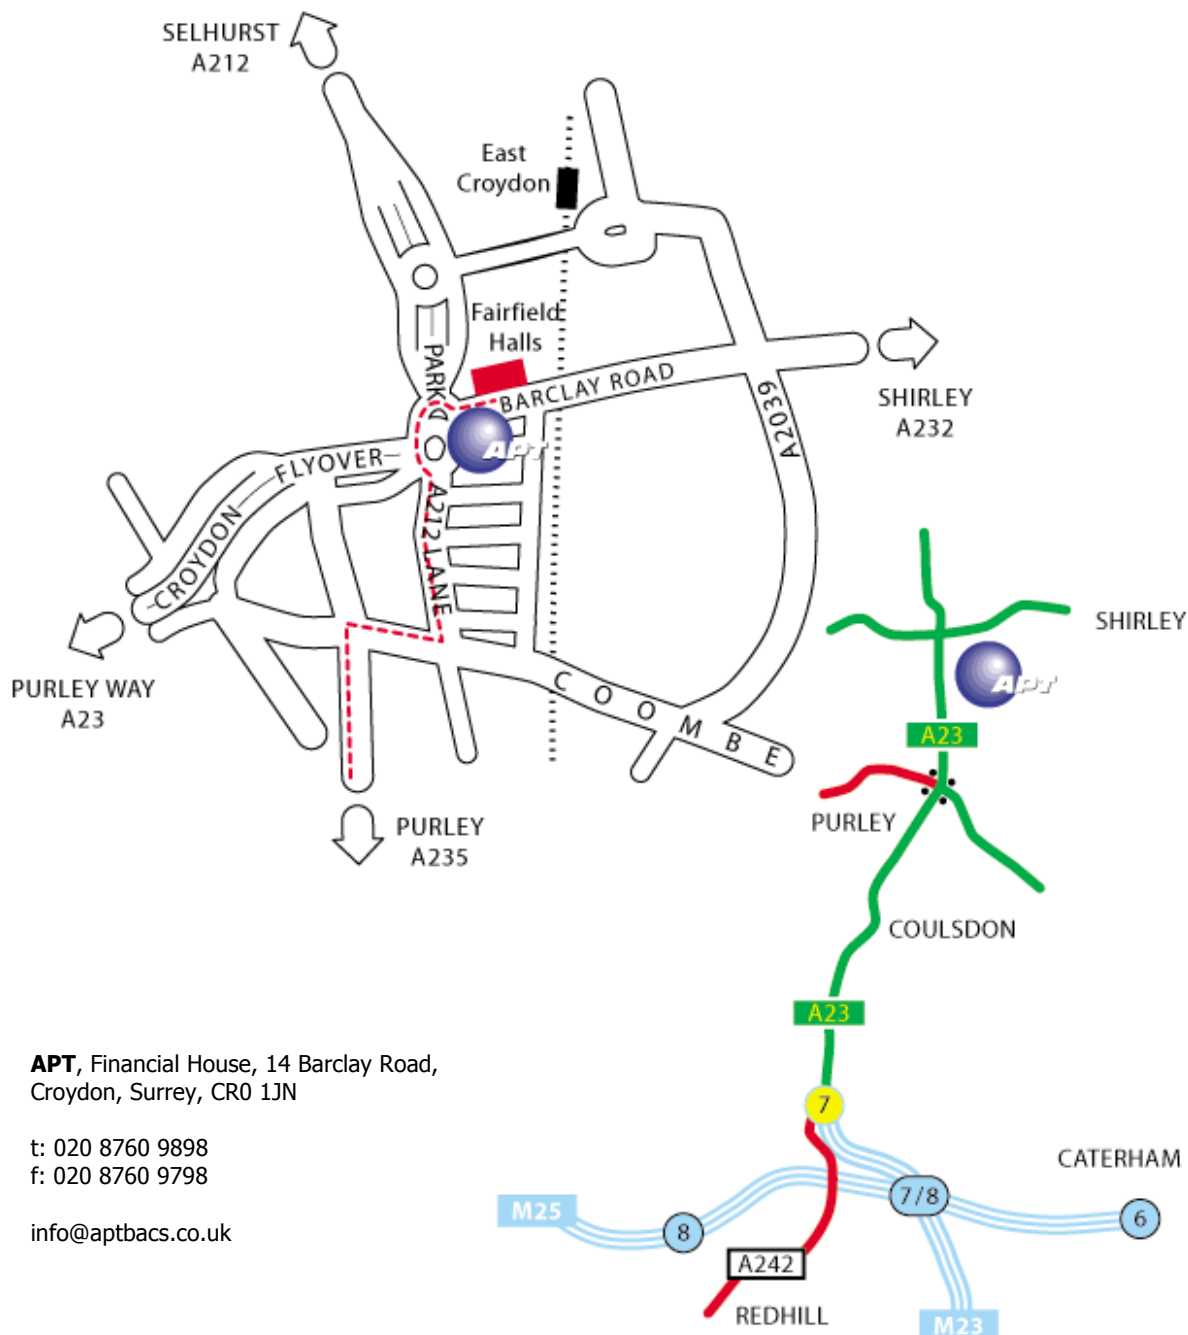 SELHURST
A212
East
Croydon
Fairfield
Halls
PARK
BARCLAY ROAD
SHIRLEY
A232
A2039
APT
FLYOVER
CROYDON
A212 LANE
PURLEY WAY
A23
COOMBE
PURLEY
A235
SHIRLEY
APT
A23
PURLEY
COULSDON
A23
7
CATERHAM
M25
8
7/8
6
A242
REDHILL
M23
APT, Financial House, 14 Barclay Road,
Croydon, Surrey, CR0 1JN
t: 020 8760 9898
f: 020 8760 9798
info@aptbacs.co.uk